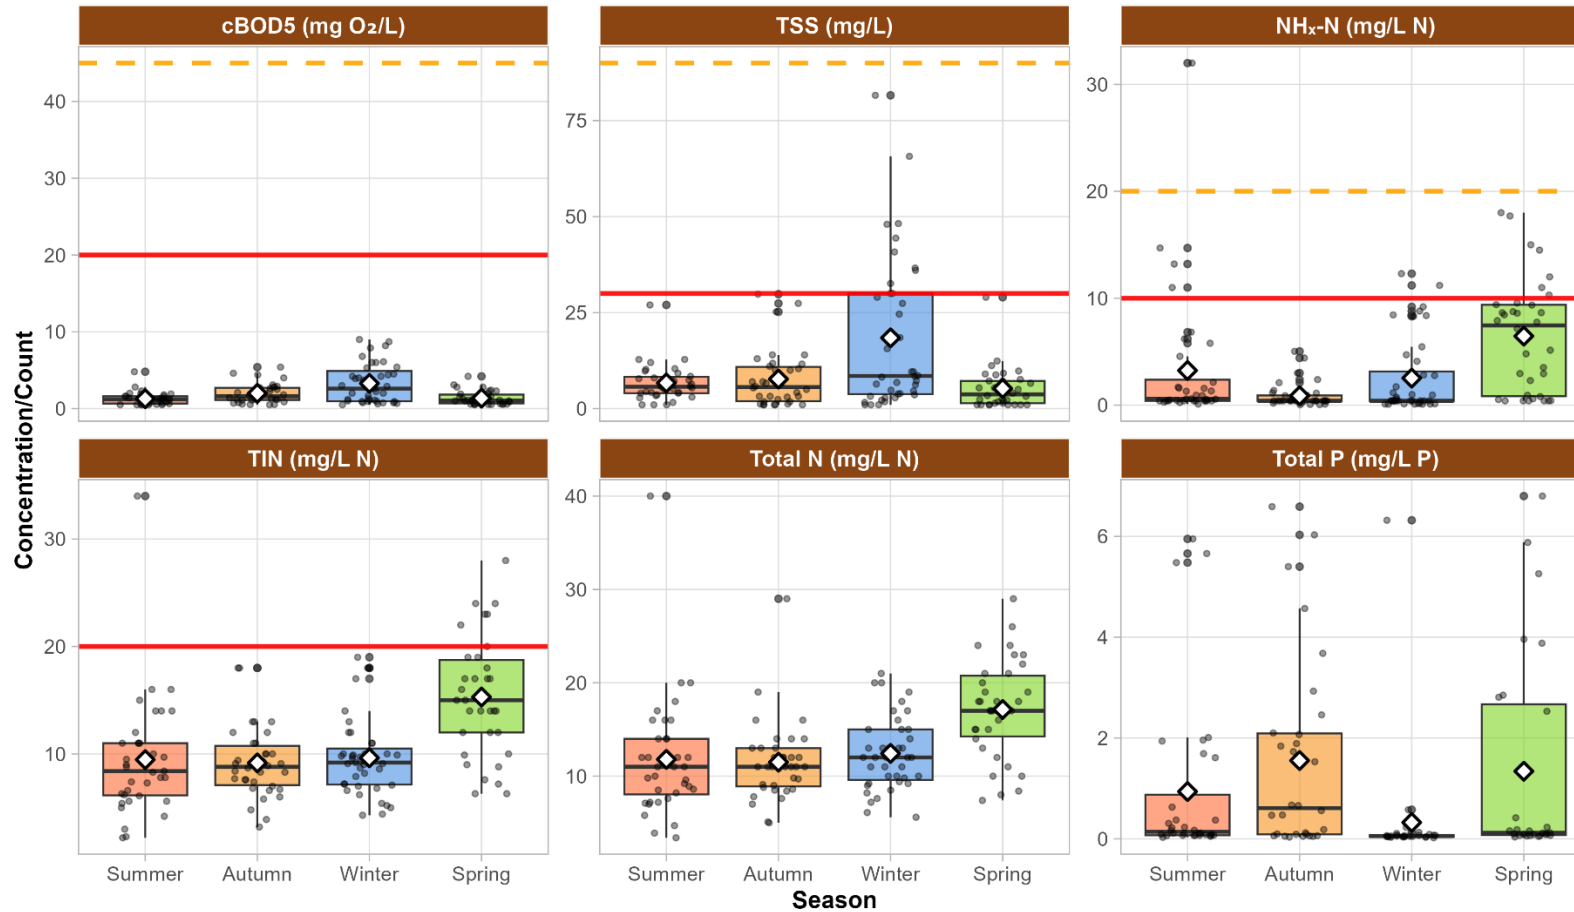 cBOD5 (mg O₂/L)
TSS (mg/L)
NHₓ-N (mg/L N)
40
30
20
10
0
75
50
25
0
30
20
10
0
TIN (mg/L N)
Total N (mg/L N)
Total P (mg/L P)
30
20
10
40
30
20
10
6
4
2
0
Summer Autumn Winter Spring
Summer Autumn Winter Spring
Summer Autumn Winter Spring
Season
Concentration/Count